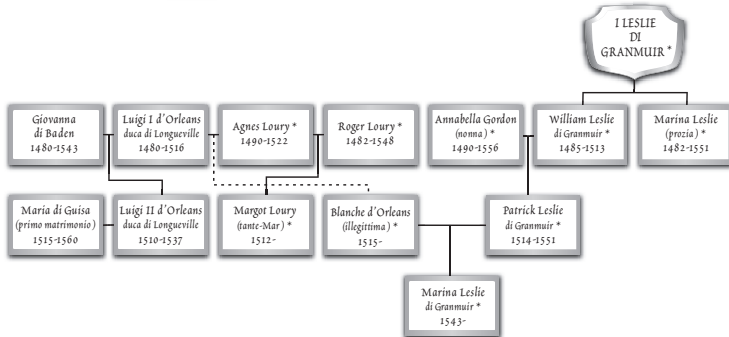 I LESLIE
DI
GRANMUIR *
Giovanna
di Baden
1480-1543
Luigi I d'Orleans
duca di Longueville
1480-1516
Agnes Loury *
1490-1522
Roger Loury *
1482-1548
Annabella Gordon
(nonna) *
1490-1556
William Leslie
di Granmuir *
1485-1513
Marina Leslie
(prozia) *
1482-1551
Maria di Guisa
(primo matrimonio)
1515-1560
Luigi II d'Orleans
duca di Longueville
1510-1537
Margot Loury
(tante-Mar) *
1512-
Blanche d'Orleans
(illegittima) *
1515-
Patrick Leslie
di Granmuir *
1514-1551
Marina Leslie
di Granmuir *
1543-